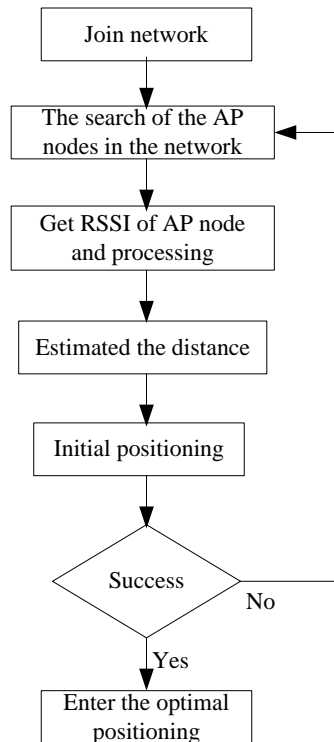 Join network
The search of the AP
nodes in the network
Get RSSI of AP node
and processing
Estimated the distance
Initial positioning
Success
No
Yes
Enter the optimal
positioning